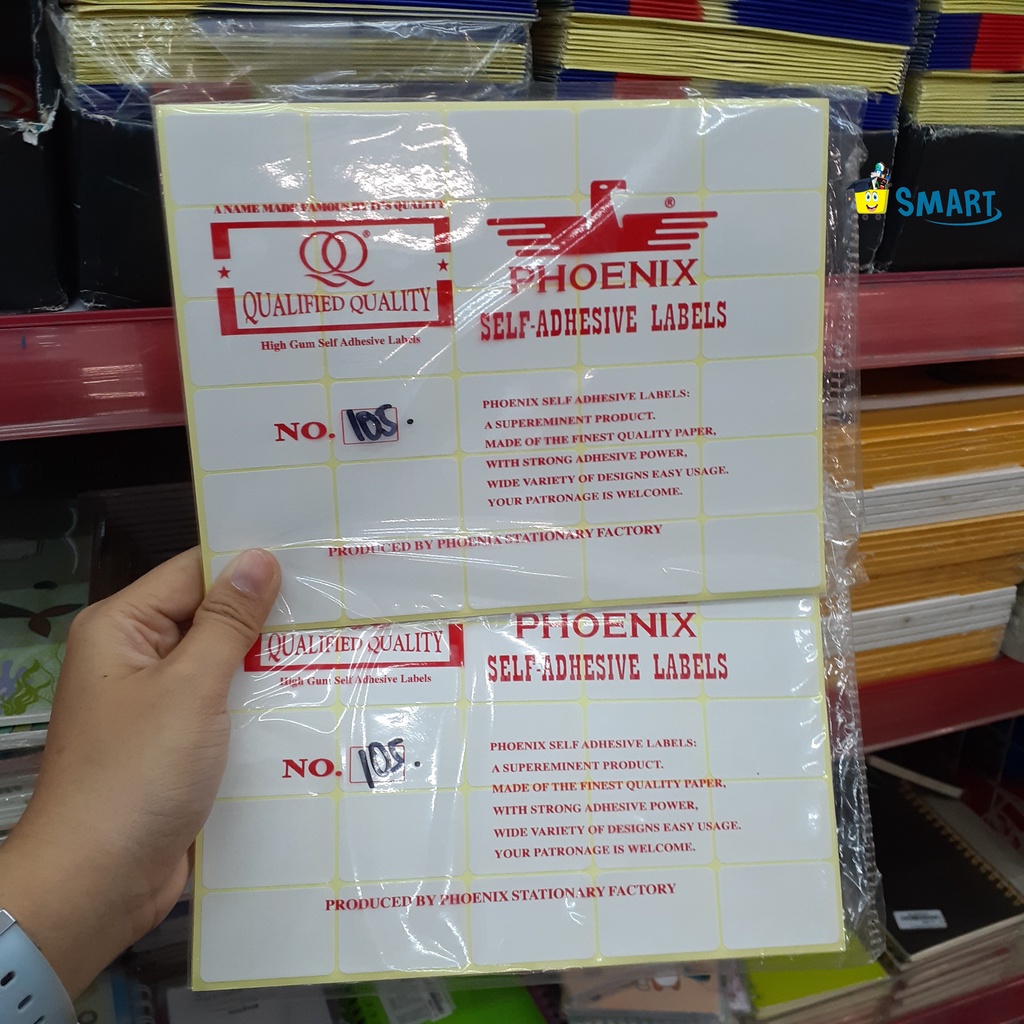 A NAME MADE FAMOUS BY IT'S QUALITY
QQ®
QUALIFIED QUALITY
High Gum Self Adhesive Labels
®
PHOENIX
SELF-ADHESIVE LABELS
NO. 105.
PHOENIX SELF ADHESIVE LABELS:
A SUPEREMINENT PRODUCT.
MADE OF THE FINEST QUALITY PAPER,
WITH STRONG ADHESIVE POWER,
WIDE VARIETY OF DESIGNS EASY USAGE.
YOUR PATRONAGE IS WELCOME.
PRODUCED BY PHOENIX STATIONARY FACTORY
QUALIFIED QUALITY
High Gum Self Adhesive Labels
PHOENIX
SELF-ADHESIVE LABELS
NO. 105.
PHOENIX SELF ADHESIVE LABELS:
A SUPEREMINENT PRODUCT.
MADE OF THE FINEST QUALITY PAPER,
WITH STRONG ADHESIVE POWER,
WIDE VARIETY OF DESIGNS EASY USAGE.
YOUR PATRONAGE IS WELCOME.
PRODUCED BY PHOENIX STATIONARY FACTORY
SMART